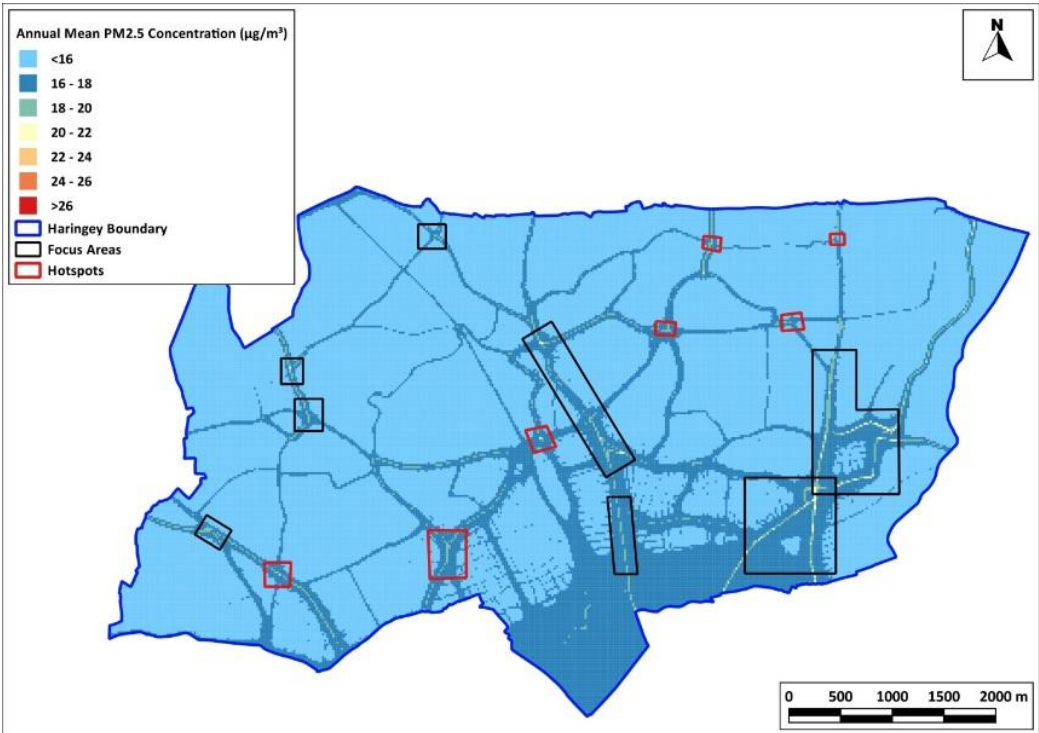 Annual Mean PM2.5 Concentration (µg/m³)
<16
16 - 18
18 - 20
20 - 22
22 - 24
24 - 26
>26
Haringey Boundary
Focus Areas
Hotspots
N
0 500 1000 1500 2000 m